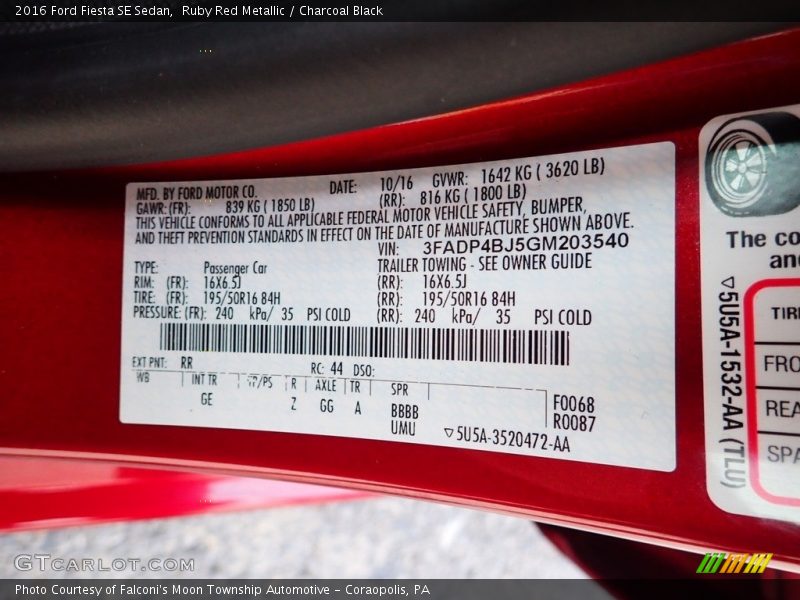 2016 Ford Fiesta SE Sedan,  Ruby Red Metallic / Charcoal Black
MFD. BY FORD MOTOR CO. DATE: 10/16 GVWR: 1642 KG ( 3620 LB)
GAWR: (FR): 839 KG ( 1850 LB) (RR): 816 KG ( 1800 LB)
THIS VEHICLE CONFORMS TO ALL APPLICABLE FEDERAL MOTOR VEHICLE SAFETY, BUMPER,
AND THEFT PREVENTION STANDARDS IN EFFECT ON THE DATE OF MANUFACTURE SHOWN ABOVE.
VIN: 3FADP4BJ5GM203540
TYPE: Passenger Car TRAILER TOWING - SEE OWNER GUIDE
RIM: (FR): 16X6.5J (RR): 16X6.5J
TIRE: (FR): 195/50R16 84H (RR): 195/50R16 84H
PRESSURE: (FR): 240 kPa/ 35 PSI COLD (RR): 240 kPa/ 35 PSI COLD
EXT PNT: RR RC: 44 DSO:
WB INT TR TP/PS R AXLE TR SPR
GE Z GG A BBBB F0068
UMU R0087
5U5A-3520472-AA
The co
an
5U5A-1532-AA (TLU)
TIR
FRO
REA
SPA
GTCARLOT.COM
Photo Courtesy of Falconi's Moon Township Automotive - Coraopolis, PA